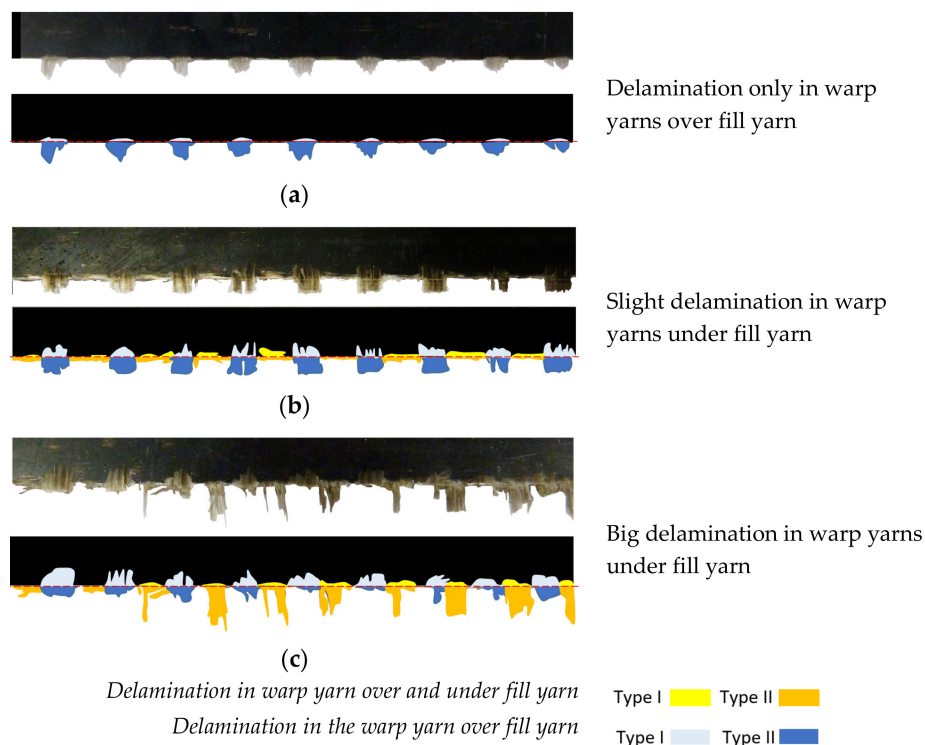 Delamination only in warp
yarns over fill yarn
(a)
Slight delamination in warp
yarns under fill yarn
(b)
Big delamination in warp yarns
under fill yarn
(c)
Delamination in warp yarn over and under fill yarn Type I Type II
Delamination in the warp yarn over fill yarn Type I Type II